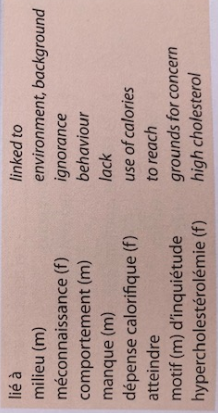 lié à linked to
milieu (m) environment, background
méconnaissance (f) ignorance
comportement (m) behaviour
manque (m) lack
dépense calorifique (f) use of calories
atteindre to reach
motif (m) d'inquiétude grounds for concern
hypercholestérolémie (f) high cholesterol